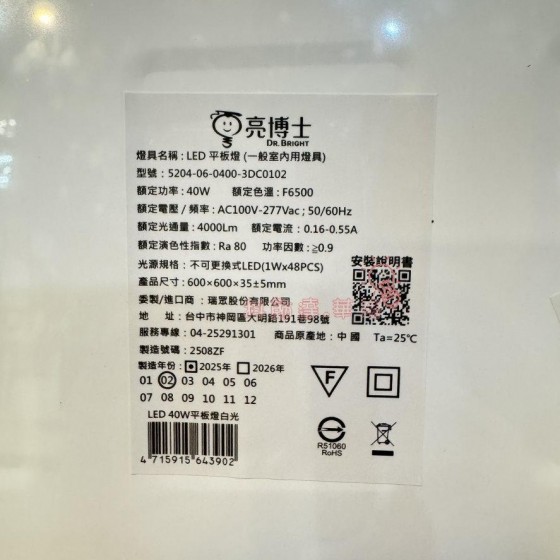 亮博士
DR. BRIGHT
燈具名稱：LED 平板燈 (一般室內用燈具)
型號：5204-06-0400-3DC0102
額定功率：40W 額定色溫：F6500
額定電壓 / 頻率：AC100V-277Vac；50/60Hz
額定光通量：4000Lm 額定電流：0.16-0.55A
額定演色性指數：Ra 80 功率因數：≧0.9
光源規格：不可更換式LED(1Wx48PCS)
安裝說明書
產品尺寸：600×600×35±5mm
委製/進口商：瑞眾股份有限公司
地 址：台中市神岡區大明路191巷98號
服務專線：04-25291301 商品原產地：中 國 Ta=25℃
製造號碼：2508ZF
製造年份：☑2025年 □2026年
01 02 03 04 05 06
07 08 09 10 11 12
F
LED 40W平板燈白光
4 715915 643902
R51060
RoHS